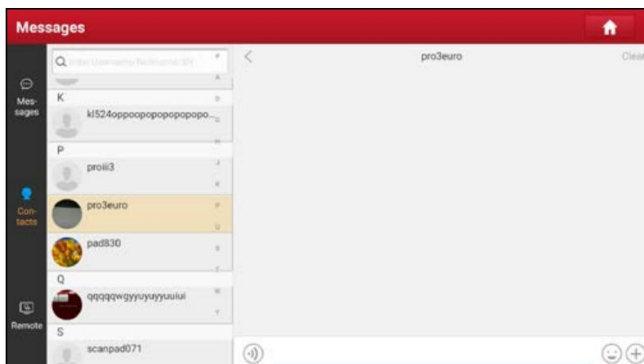 Messages
Mes-
sages
Con-
tacts
Remote
K
kl524oppoopopopopopopo...
P
proiii3
pro3euro
pad830
Q
qqqqqwgyyuyuyyuuiui
S
scanpad071
pro3euro
Clear